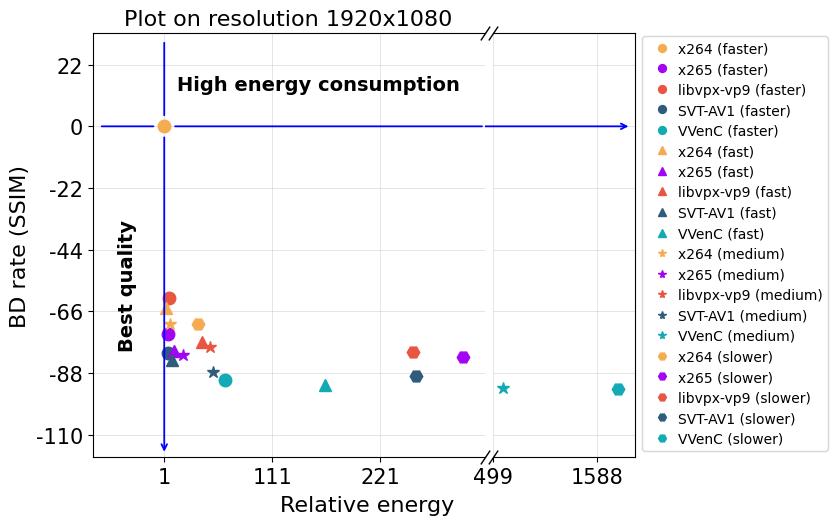 Plot on resolution 1920x1080
High energy consumption
Best quality
BD rate (SSIM)
22
0
-22
-44
-66
-88
-110
1
111
221
499
1588
Relative energy
x264 (faster)
x265 (faster)
libvpx-vp9 (faster)
SVT-AV1 (faster)
VVenC (faster)
x264 (fast)
x265 (fast)
libvpx-vp9 (fast)
SVT-AV1 (fast)
VVenC (fast)
x264 (medium)
x265 (medium)
libvpx-vp9 (medium)
SVT-AV1 (medium)
VVenC (medium)
x264 (slower)
x265 (slower)
libvpx-vp9 (slower)
SVT-AV1 (slower)
VVenC (slower)